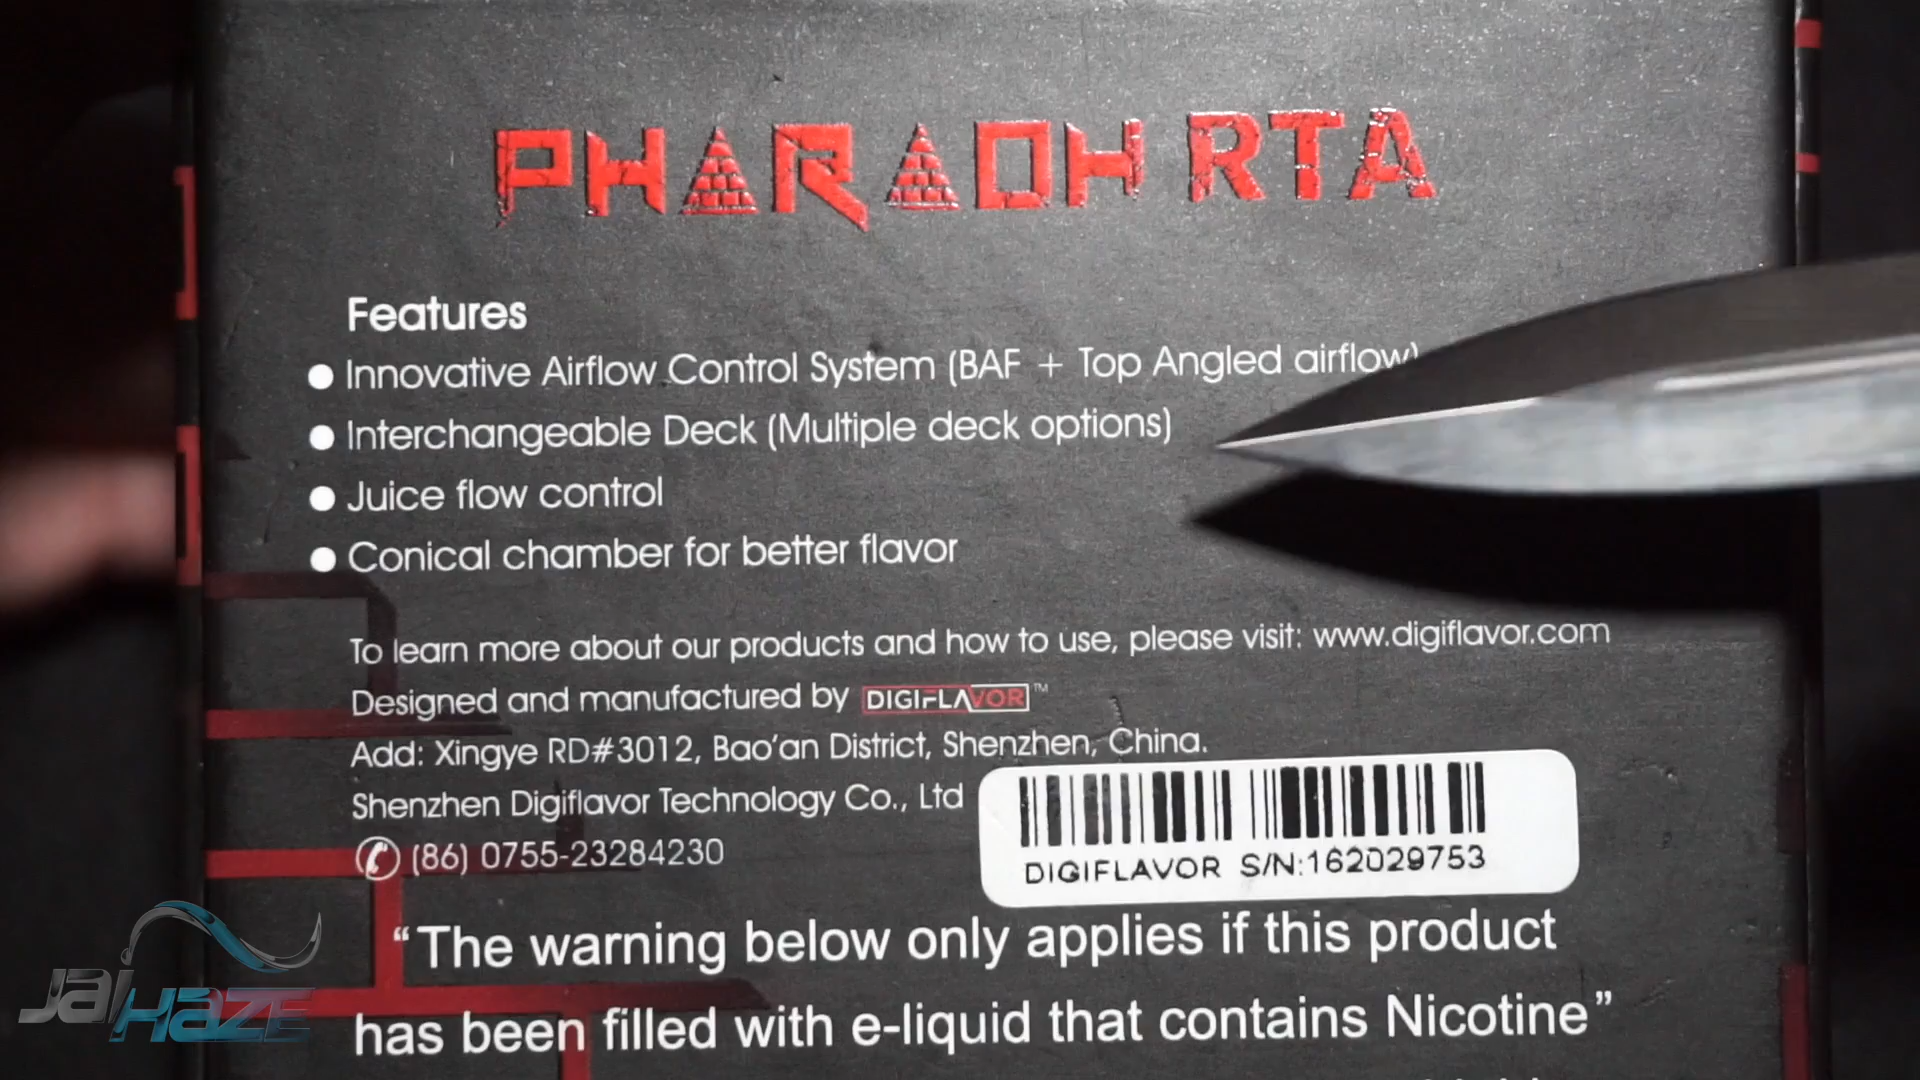 PHARAOH RTA
Features
● Innovative Airflow Control System (BAF + Top Angled airflow)
● Interchangeable Deck (Multiple deck options)
● Juice flow control
● Conical chamber for better flavor
To learn more about our products and how to use, please visit: www.digiflavor.com
Designed and manufactured by DIGIFLAVOR™
Add: Xingye RD#3012, Bao'an District, Shenzhen, China.
Shenzhen Digiflavor Technology Co., Ltd
(86) 0755-23284230
DIGIFLAVOR S/N:162029753
“The warning below only applies if this product
has been filled with e-liquid that contains Nicotine”
JaiHaze